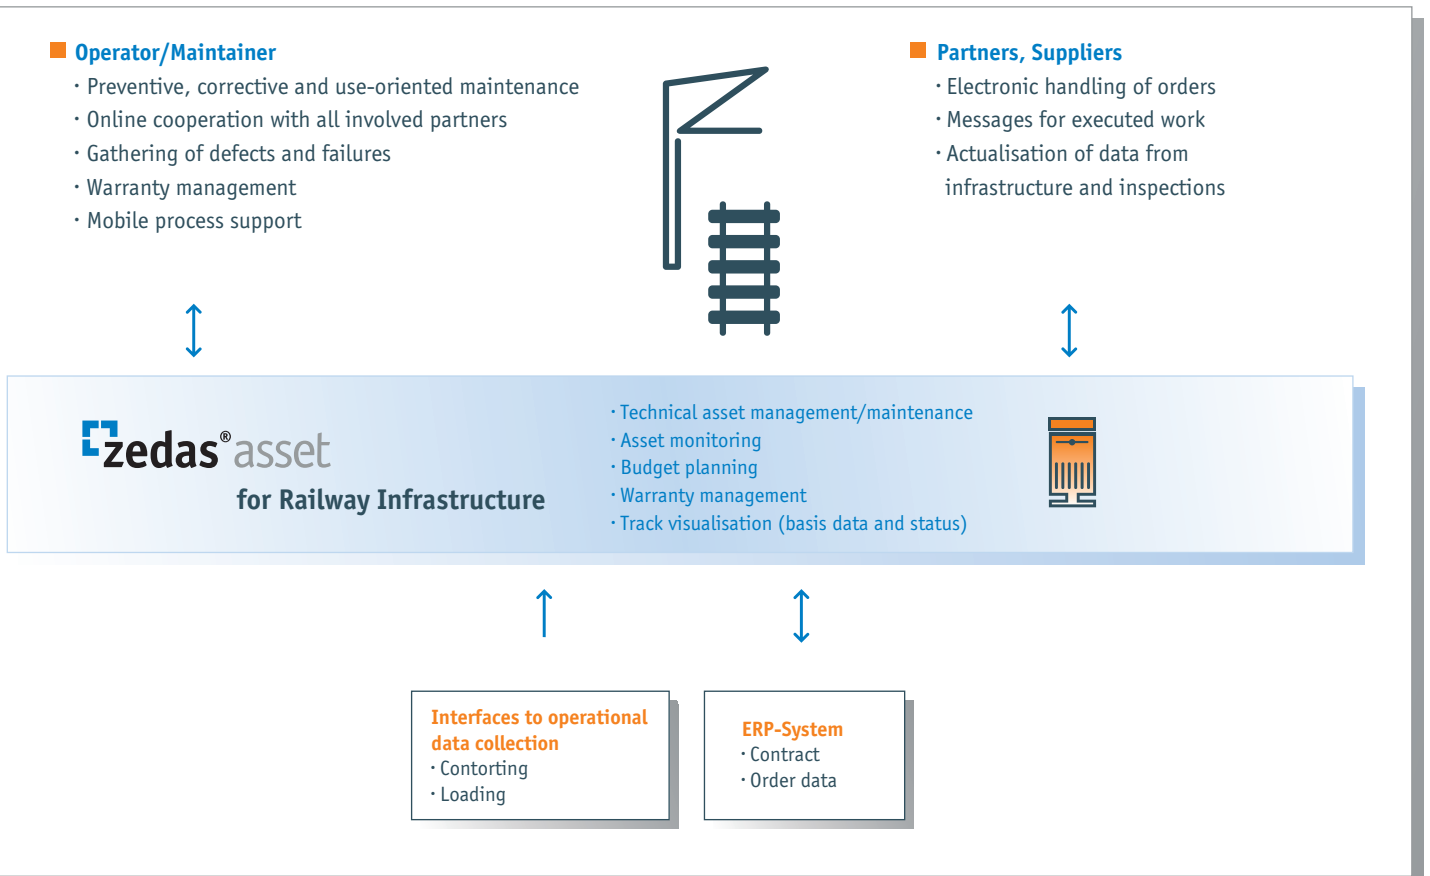 Operator/Maintainer
· Preventive, corrective and use-oriented maintenance
· Online cooperation with all involved partners
· Gathering of defects and failures
· Warranty management
· Mobile process support
Partners, Suppliers
· Electronic handling of orders
· Messages for executed work
· Actualisation of data from
infrastructure and inspections
zedas® asset
for Railway Infrastructure
· Technical asset management/maintenance
· Asset monitoring
· Budget planning
· Warranty management
· Track visualisation (basis data and status)
Interfaces to operational
data collection
· Contorting
· Loading
ERP-System
· Contract
· Order data